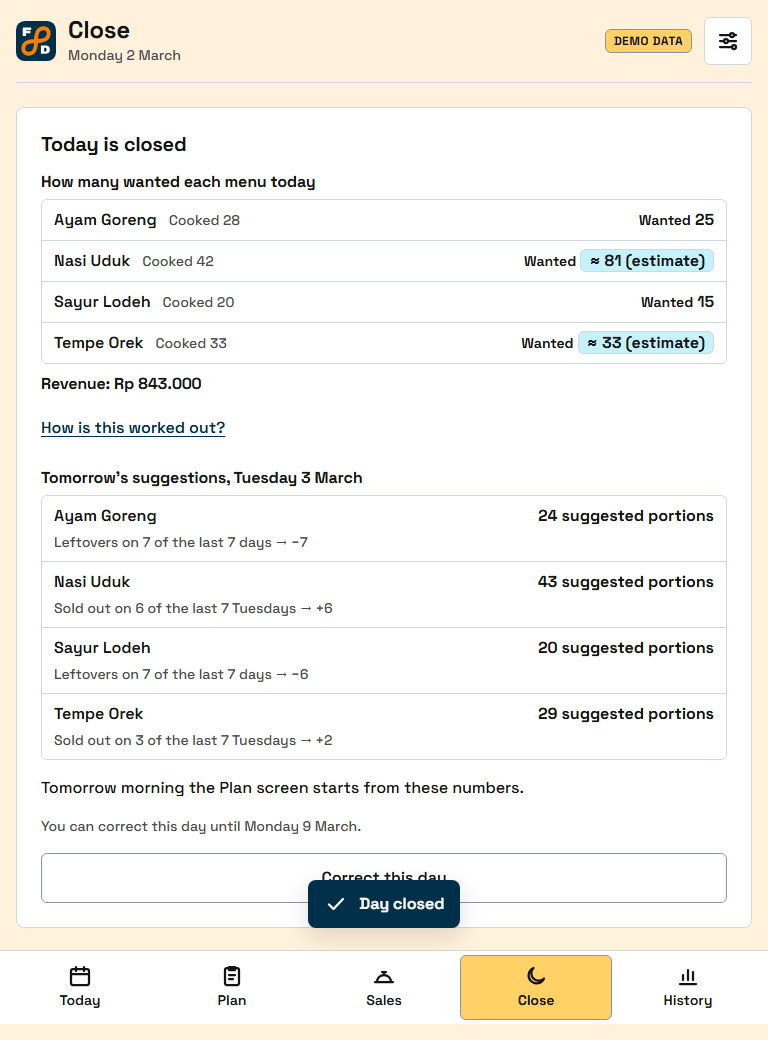 F D
Close
Monday 2 March
DEMO DATA
Today is closed
How many wanted each menu today
Ayam Goreng Cooked 28 Wanted 25
Nasi Uduk Cooked 42 Wanted ≈ 81 (estimate)
Sayur Lodeh Cooked 20 Wanted 15
Tempe Orek Cooked 33 Wanted ≈ 33 (estimate)
Revenue: Rp 843.000
How is this worked out?
Tomorrow's suggestions, Tuesday 3 March
Ayam Goreng 24 suggested portions
Leftovers on 7 of the last 7 days → −7
Nasi Uduk 43 suggested portions
Sold out on 6 of the last 7 Tuesdays → +6
Sayur Lodeh 20 suggested portions
Leftovers on 7 of the last 7 days → −6
Tempe Orek 29 suggested portions
Sold out on 3 of the last 7 Tuesdays → +2
Tomorrow morning the Plan screen starts from these numbers.
You can correct this day until Monday 9 March.
Correct this day
Day closed
Today Plan Sales Close History